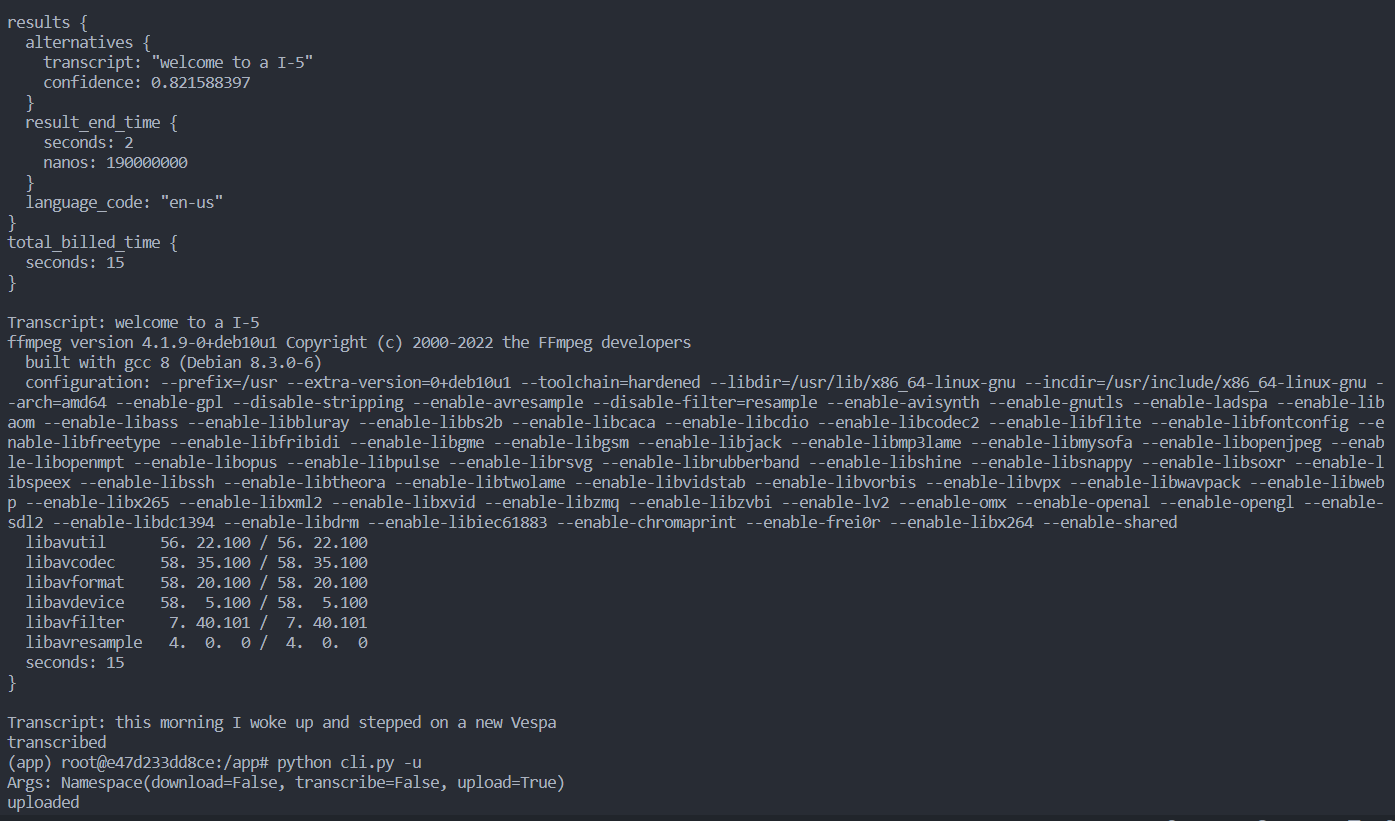 results {
  alternatives {
    transcript: "welcome to a I-5"
    confidence: 0.821588397
  }
  result_end_time {
    seconds: 2
    nanos: 190000000
  }
  language_code: "en-us"
}
total_billed_time {
  seconds: 15
}

Transcript: welcome to a I-5
ffmpeg version 4.1.9-0+deb10u1 Copyright (c) 2000-2022 the FFmpeg developers
  built with gcc 8 (Debian 8.3.0-6)
  configuration: --prefix=/usr --extra-version=0+deb10u1 --toolchain=hardened --libdir=/usr/lib/x86_64-linux-gnu --incdir=/usr/include/x86_64-linux-gnu -
-arch=amd64 --enable-gpl --disable-stripping --enable-avresample --disable-filter=resample --enable-avisynth --enable-gnutls --enable-ladspa --enable-lib
aom --enable-libass --enable-libbluray --enable-libbs2b --enable-libcaca --enable-libcdio --enable-libcodec2 --enable-libflite --enable-libfontconfig --e
nable-libfreetype --enable-libfribidi --enable-libgme --enable-libgsm --enable-libjack --enable-libmp3lame --enable-libmysofa --enable-libopenjpeg --enab
le-libopenmpt --enable-libopus --enable-libpulse --enable-librsvg --enable-librubberband --enable-libshine --enable-libsnappy --enable-libsoxr --enable-l
ibspeex --enable-libssh --enable-libtheora --enable-libtwolame --enable-libvidstab --enable-libvorbis --enable-libvpx --enable-libwavpack --enable-libweb
p --enable-libx265 --enable-libxml2 --enable-libxvid --enable-libzmq --enable-libzvbi --enable-lv2 --enable-omx --enable-openal --enable-opengl --enable-
sdl2 --enable-libdc1394 --enable-libdrm --enable-libiec61883 --enable-chromaprint --enable-frei0r --enable-libx264 --enable-shared
  libavutil      56. 22.100 / 56. 22.100
  libavcodec     58. 35.100 / 58. 35.100
  libavformat    58. 20.100 / 58. 20.100
  libavdevice    58.  5.100 / 58.  5.100
  libavfilter     7. 40.101 /  7. 40.101
  libavresample   4.  0.  0 /  4.  0.  0
  seconds: 15
}

Transcript: this morning I woke up and stepped on a new Vespa
transcribed
(app) root@e47d233dd8ce:/app# python cli.py -u
Args: Namespace(download=False, transcribe=False, upload=True)
uploaded